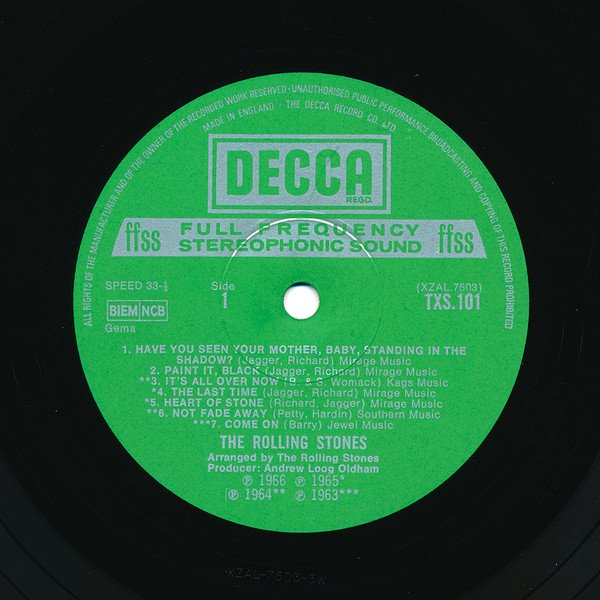 ALL RIGHTS OF THE MANUFACTURER AND OF THE OWNER OF THE RECORDED WORK RESERVED · UNAUTHORISED PUBLIC PERFORMANCE BROADCASTING AND COPYING OF THIS RECORD PROHIBITED
MADE IN ENGLAND · THE DECCA RECORD CO LTD.
DECCA
REGD.
ffss FULL FREQUENCY STEREOPHONIC SOUND ffss
SPEED 33-⅓ Side (XZAL.7503)
1 TXS.101
BIEM NCB
Gema
1. HAVE YOU SEEN YOUR MOTHER, BABY, STANDING IN THE
SHADOW? (Jagger, Richard) Mirage Music
2. PAINT IT, BLACK (Jagger, Richard) Mirage Music
**3. IT'S ALL OVER NOW (B. & S. Womack) Kags Music
*4. THE LAST TIME (Jagger, Richard) Mirage Music
*5. HEART OF STONE (Richard, Jagger) Mirage Music
**6. NOT FADE AWAY (Petty, Hardin) Southern Music
***7. COME ON (Barry) Jewel Music
THE ROLLING STONES
Arranged by The Rolling Stones
Producer: Andrew Loog Oldham
℗ 1966 ℗ 1965*
℗ 1964** ℗ 1963***
XZAL-7503-3W